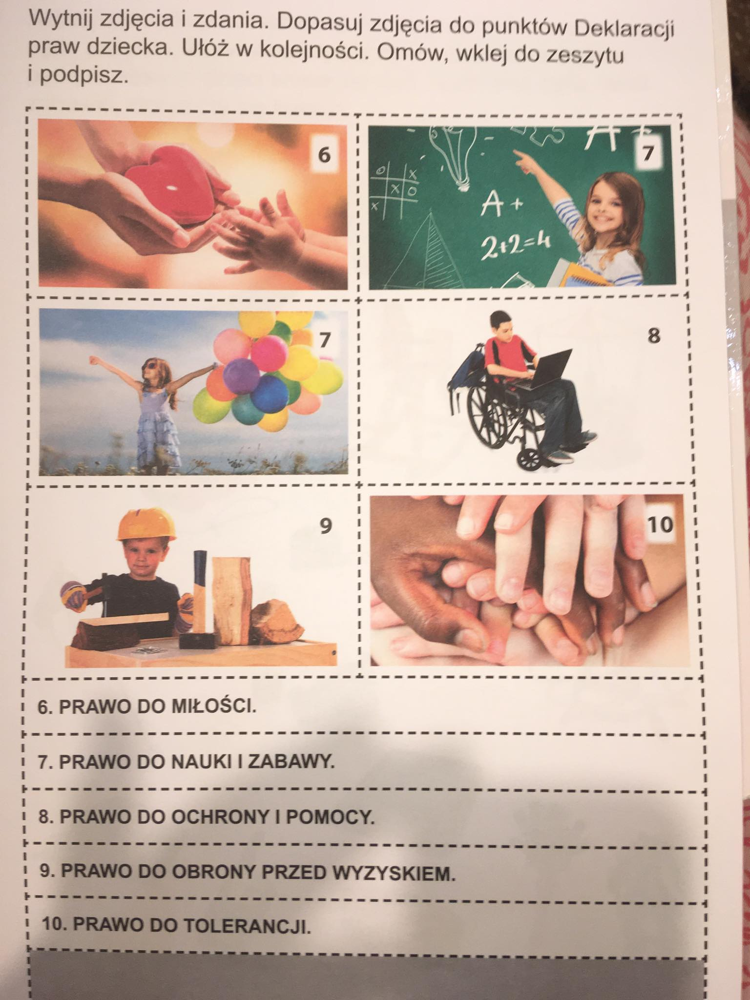 Wytnij zdjęcia i zdania. Dopasuj zdjęcia do punktów Deklaracji
praw dziecka. Ułóż w kolejności. Omów, wklej do zeszytu
i podpisz.
6
7
A +
O X
X O
X
A +
2+2=4
7
8
9
10
6. PRAWO DO MIŁOŚCI.
7. PRAWO DO NAUKI I ZABAWY.
8. PRAWO DO OCHRONY I POMOCY.
9. PRAWO DO OBRONY PRZED WYZYSKIEM.
10. PRAWO DO TOLERANCJI.